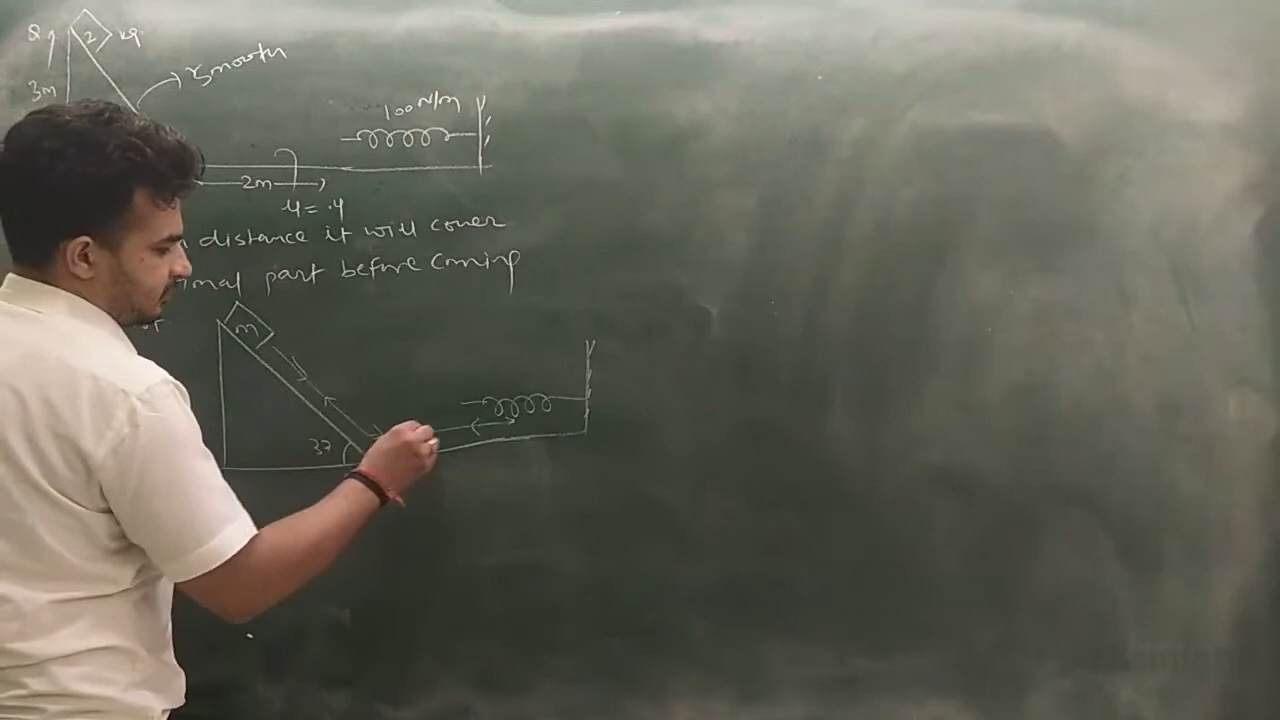 2 kg
3m
smooth
100 N/m
2m
μ = .4
distance it will cover
part before coming
m
37